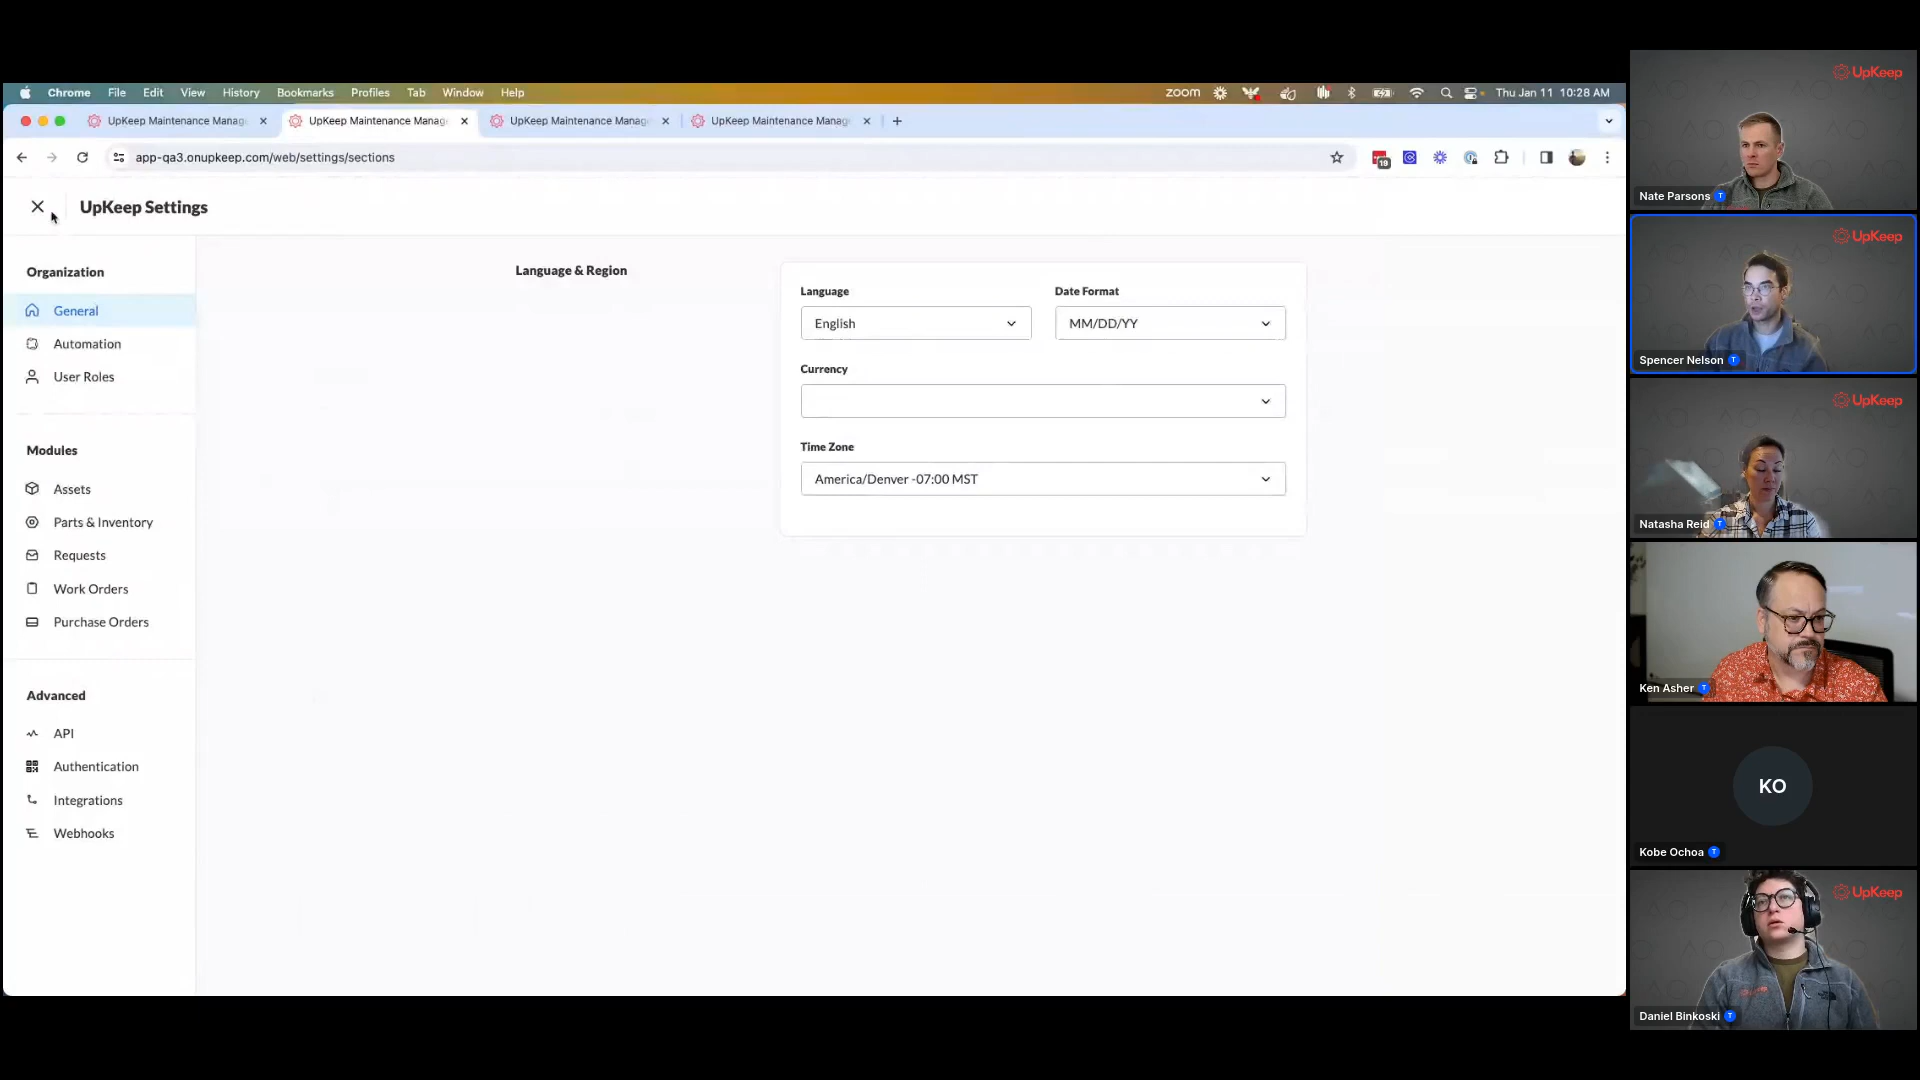 Chrome File Edit View History Bookmarks Profiles Tab Window Help
zoom Thu Jan 11 10:28 AM
UpKeep Maintenance Manag
UpKeep Maintenance Manag
UpKeep Maintenance Manag
UpKeep Maintenance Manag
app-qa3.onupkeep.com/web/settings/sections
19
UpKeep Settings
Organization
General
Automation
User Roles
Modules
Assets
Parts & Inventory
Requests
Work Orders
Purchase Orders
Advanced
API
Authentication
Integrations
Webhooks
Language & Region
Language
English
Date Format
MM/DD/YY
Currency
Time Zone
America/Denver -07:00 MST
UpKeep
Nate Parsons T
UpKeep
Spencer Nelson T
UpKeep
Natasha Reid T
Ken Asher T
KO
Kobe Ochoa T
UpKeep
Daniel Binkoski T